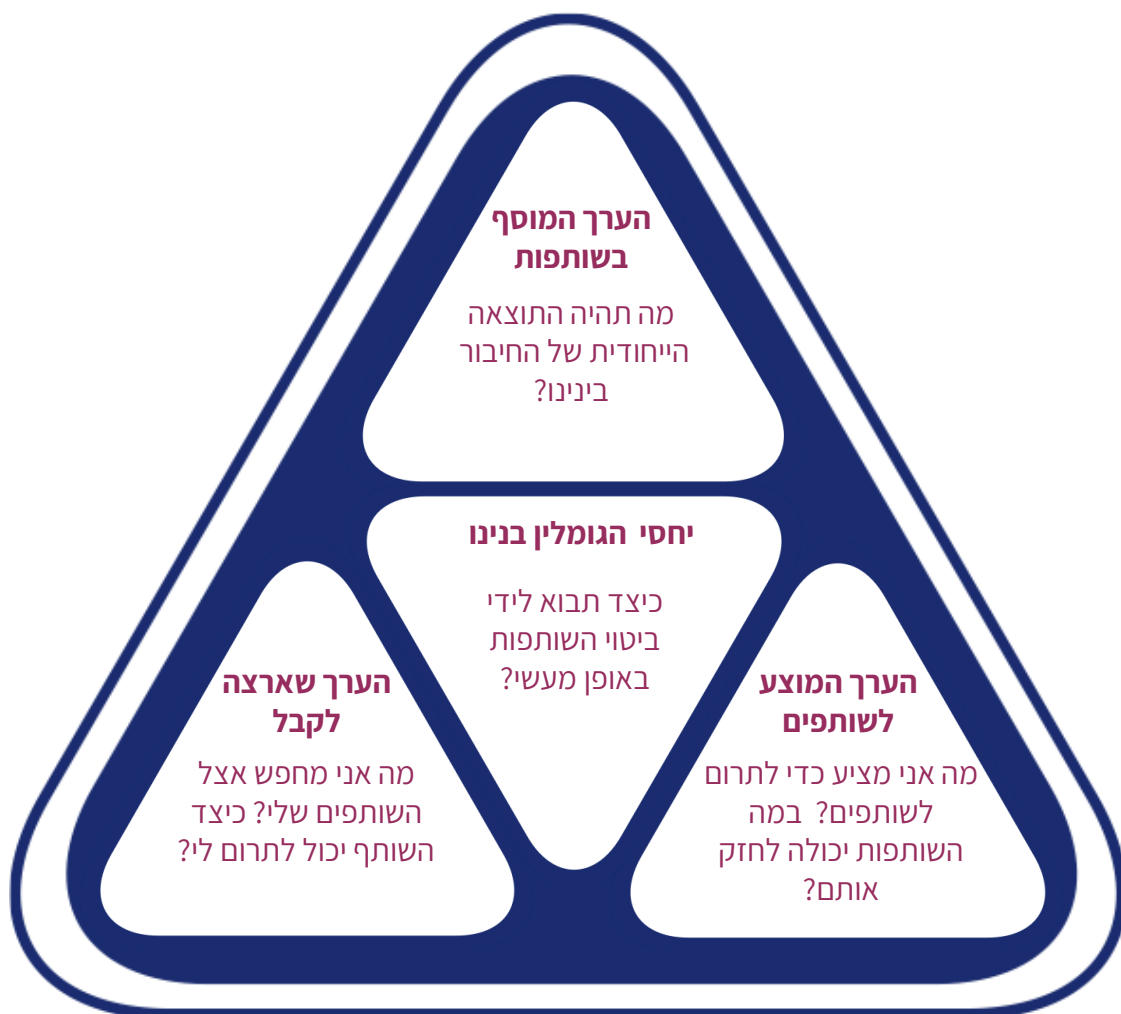 הערך המוסף
בשותפות
מה תהיה התוצאה
הייחודית של החיבור
בינינו?
יחסי הגומלין בנינו
כיצד תבוא לידי
ביטוי השותפות
באופן מעשי?
הערך המוצע
לשותפים
מה אני מציע כדי לתרום
לשותפים? במה
השותפות יכולה לחזק
אותם?
הערך שארצה
לקבל
מה אני מחפש אצל
השותפים שלי? כיצד
השותף יכול לתרום לי?